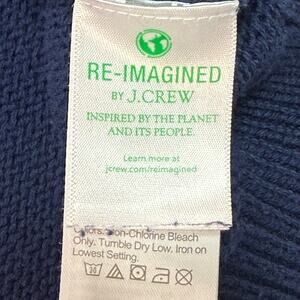 RE-IMAGINED
BY J.CREW
INSPIRED BY THE PLANET
AND ITS PEOPLE.
Learn more at
jcrew.com/reimagined
Non-Chlorine Bleach
Only. Tumble Dry Low. Iron on
Lowest Setting.